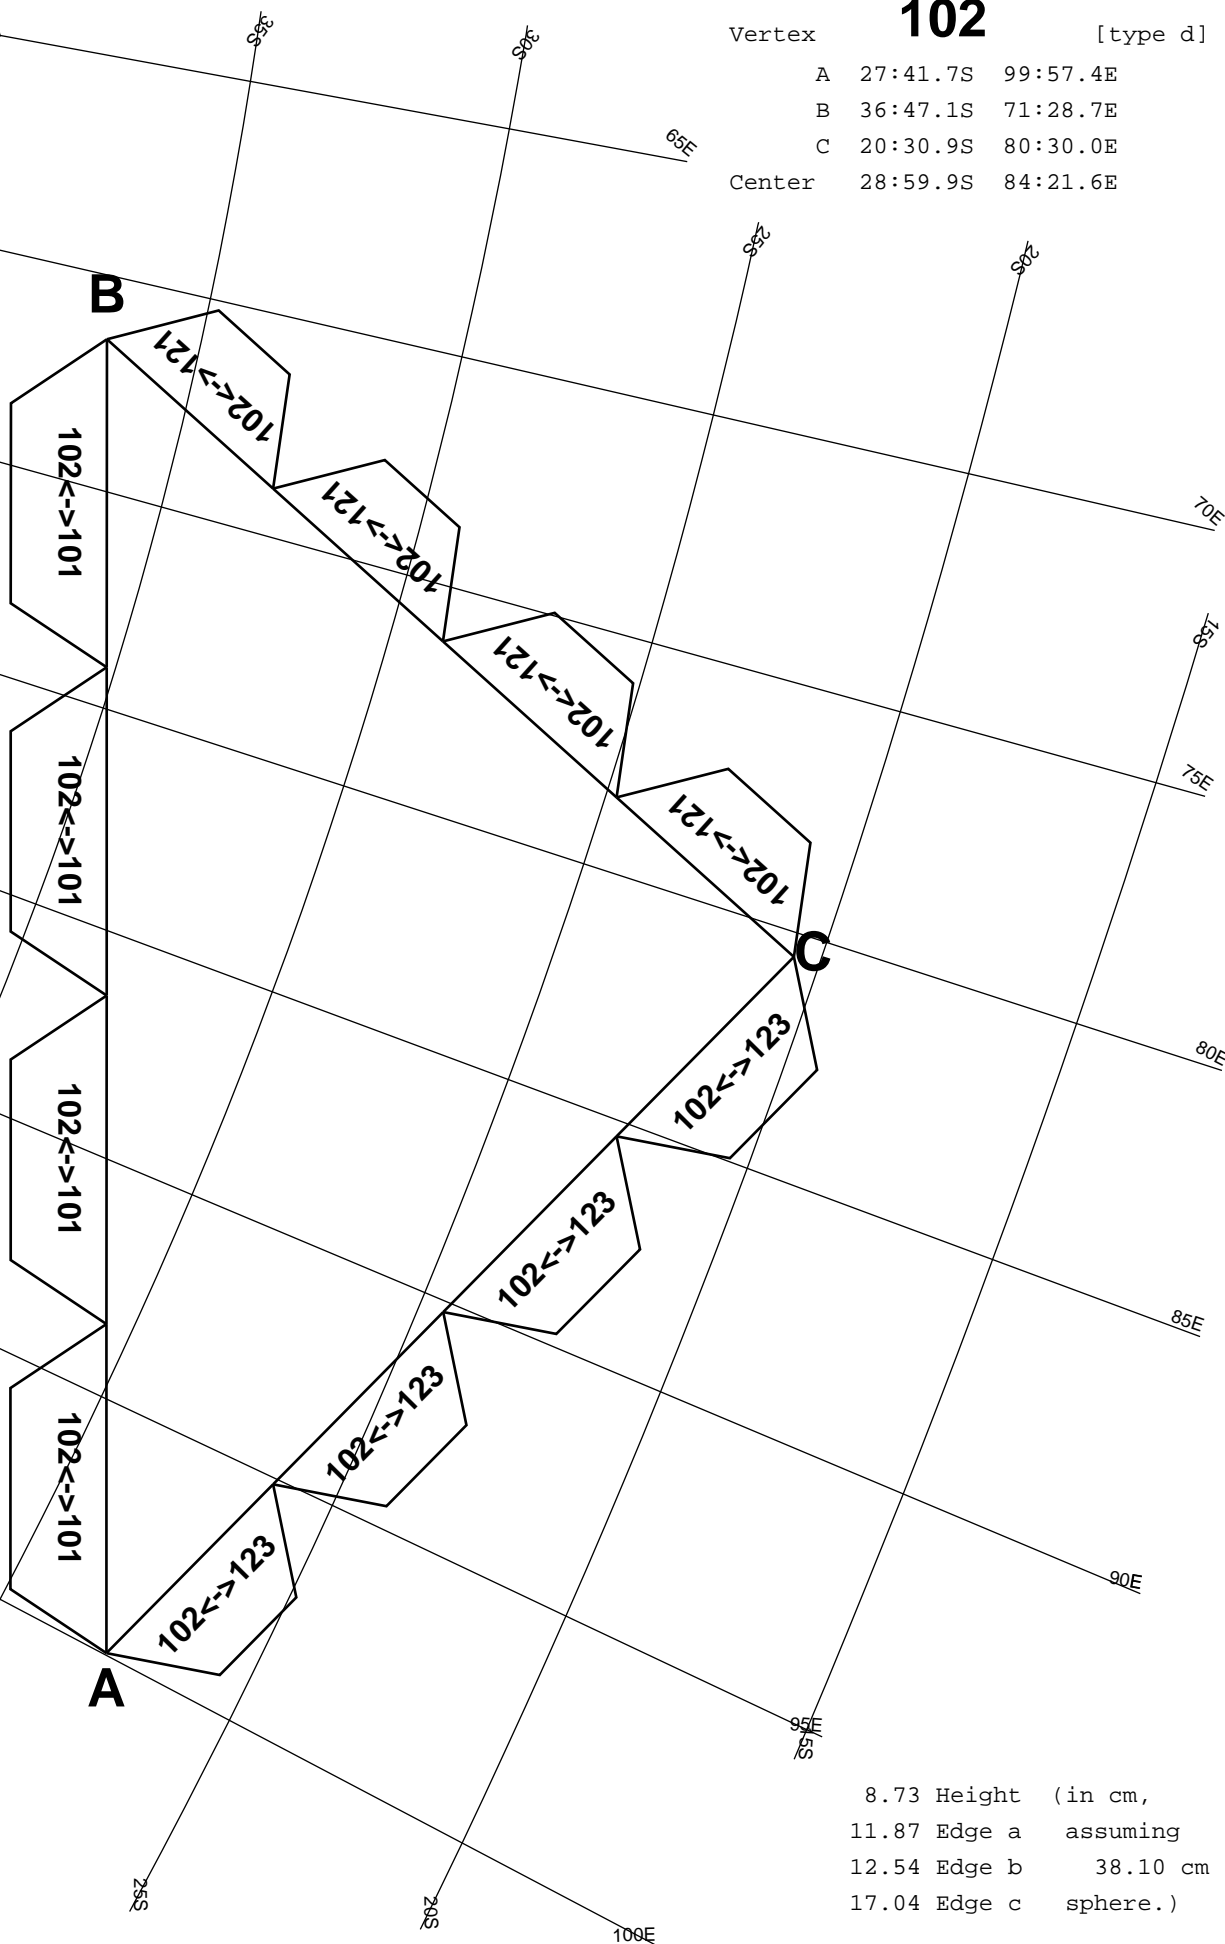 102
Vertex [type d]
A 27:41.7S 99:57.4E
B 36:47.1S 71:28.7E
C 20:30.9S 80:30.0E
Center 28:59.9S 84:21.6E
35S
30S
65E
25S
20S
B
102<->121
102<->101
102<->121
70E
102<->121
15S
75E
102<->101
102<->121
C
102<->123
80E
102<->101
102<->123
85E
102<->123
102<->101
102<->123
90E
A
95E
15S
25S
20S
100E
8.73 Height (in cm,
11.87 Edge a assuming
12.54 Edge b 38.10 cm
17.04 Edge c sphere.)